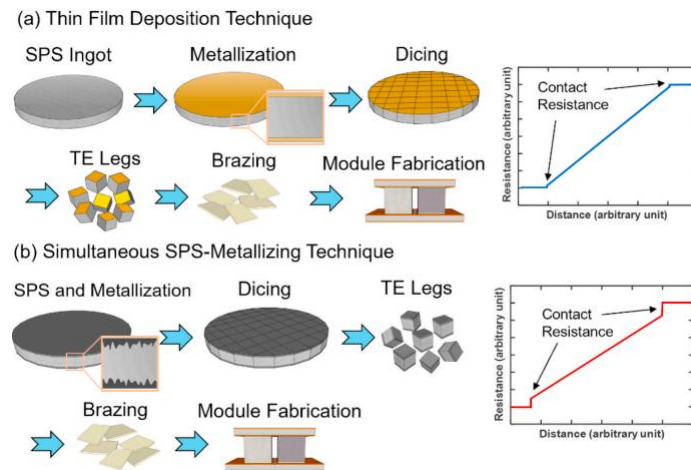 (a) Thin Film Deposition Technique
SPS Ingot
Metallization
Dicing
TE Legs
Brazing
Module Fabrication
Contact
Resistance
Resistance (arbitrary unit)
Distance (arbitrary unit)
(b) Simultaneous SPS-Metallizing Technique
SPS and Metallization
Dicing
TE Legs
Brazing
Module Fabrication
Contact
Resistance
Resistance (arbitrary unit)
Distance (arbitrary unit)